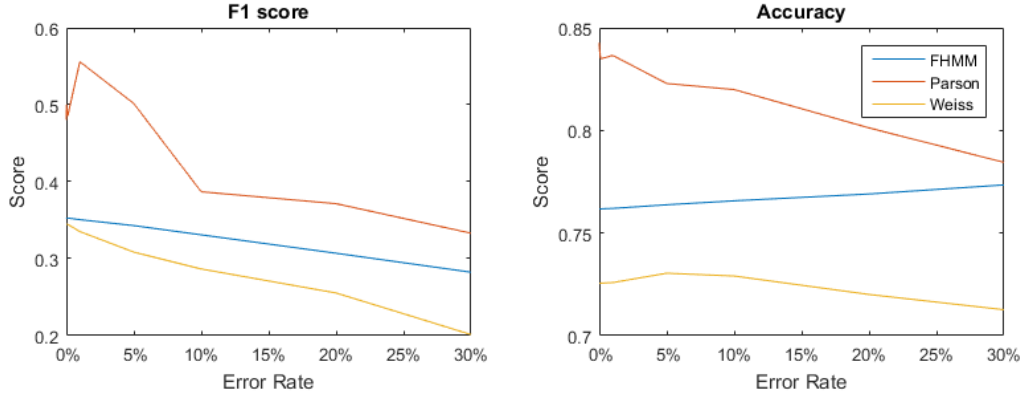 F1 score
0.6
0.5
0.4
0.3
0.2
Score
0% 5% 10% 15% 20% 25% 30%
Error Rate
Accuracy
0.85
0.8
0.75
0.7
Score
FHMM
Parson
Weiss
0% 5% 10% 15% 20% 25% 30%
Error Rate